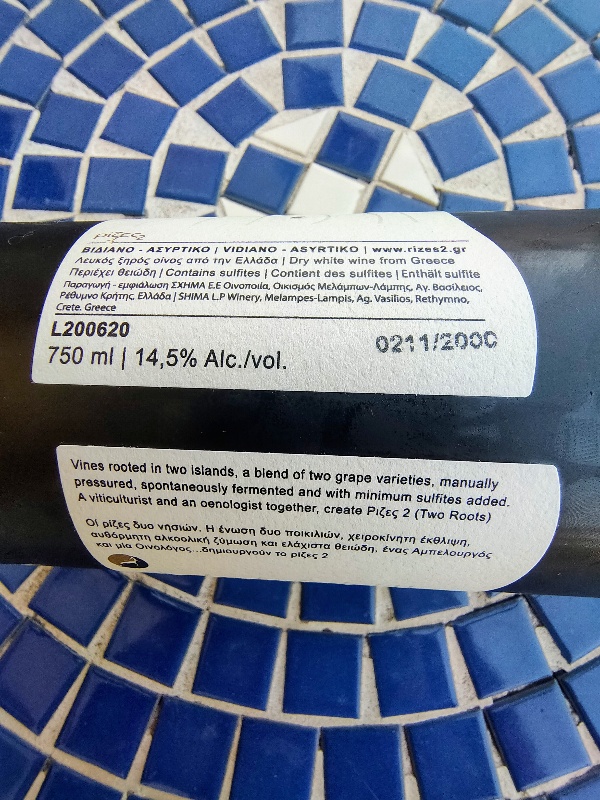 ριζες2
ΒΙΔΙΑΝΟ - ΑΣΥΡΤΙΚΟ | VIDIANO - ASYRTIKO | www.rizes2.gr
Λευκός ξηρός οίνος από την Ελλάδα | Dry white wine from Greece
Περιέχει θειώδη | Contains sulfites | Contient des sulfites | Enthält sulfite
Παραγωγή - εμφιάλωση ΣΧΗΜΑ Ε.Ε Οινοποιία, Οικισμός Μελάμπων-Λάμπης, Αγ. Βασίλειος,
Ρέθυμνο Κρήτης, Ελλάδα | SHIMA L.P Winery, Melampes-Lampis, Ag. Vasilios, Rethymno,
Crete, Greece
L200620
0211/2000
750 ml | 14,5% Alc./vol.
Vines rooted in two islands, a blend of two grape varieties, manually
pressured, spontaneously fermented and with minimum sulfites added.
A viticulturist and an oenologist together, create Ριζες 2 (Two Roots)
Οι ρίζες δυο νησιών. Η ένωση δυο ποικιλιών, χειροκίνητη έκθλιψη,
αυθόρμητη αλκοολική ζύμωση και ελάχιστα θειώδη, ένας Αμπελουργός
και μία Οινολόγος...δημιουργούν το ρίζες 2